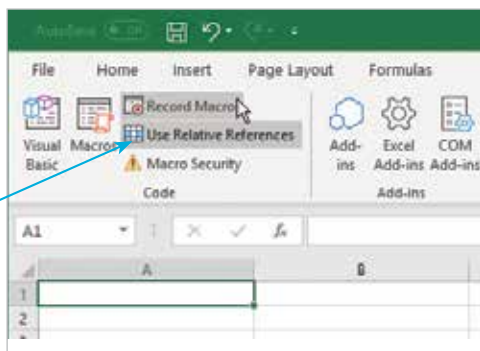 AutoSave Off
File Home Insert Page Layout Formulas
Record Macro
Use Relative References
Macro Security
Visual Basic
Macros
Add-ins
Excel Add-ins
COM Add-ins
Code
Add-ins
A1
fx
A B
1
2